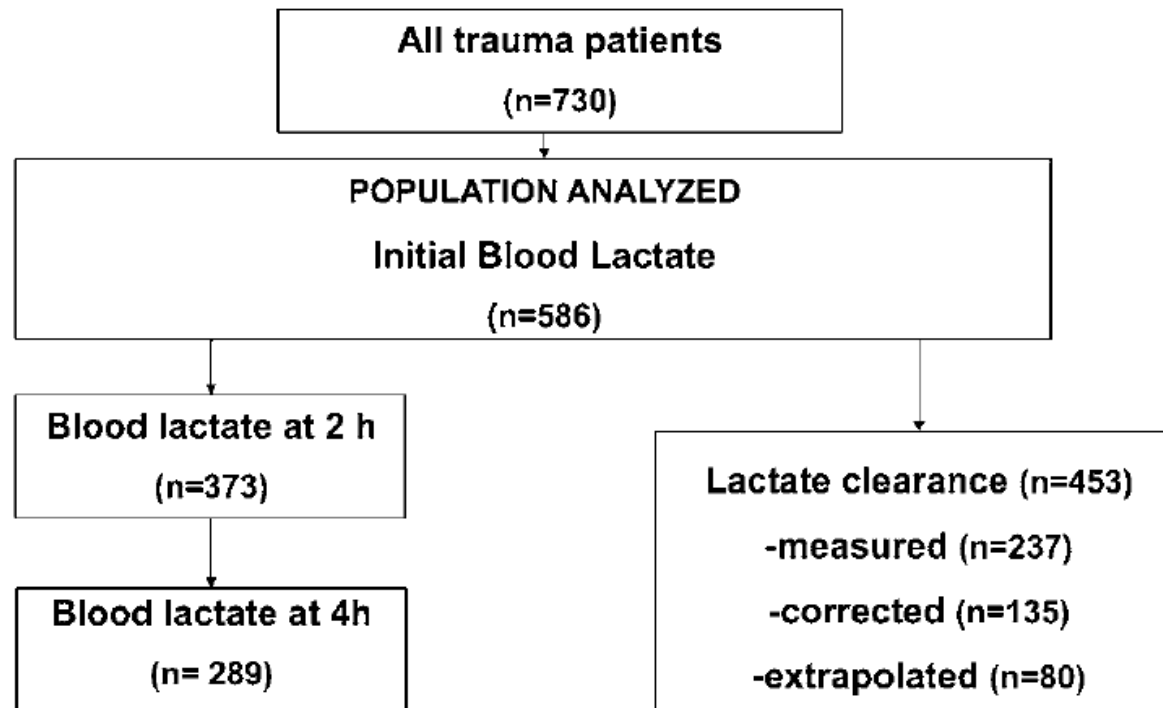 All trauma patients
(n=730)
POPULATION ANALYZED
Initial Blood Lactate
(n=586)
Blood lactate at 2 h
(n=373)
Blood lactate at 4h
(n= 289)
Lactate clearance (n=453)
-measured (n=237)
-corrected (n=135)
-extrapolated (n=80)